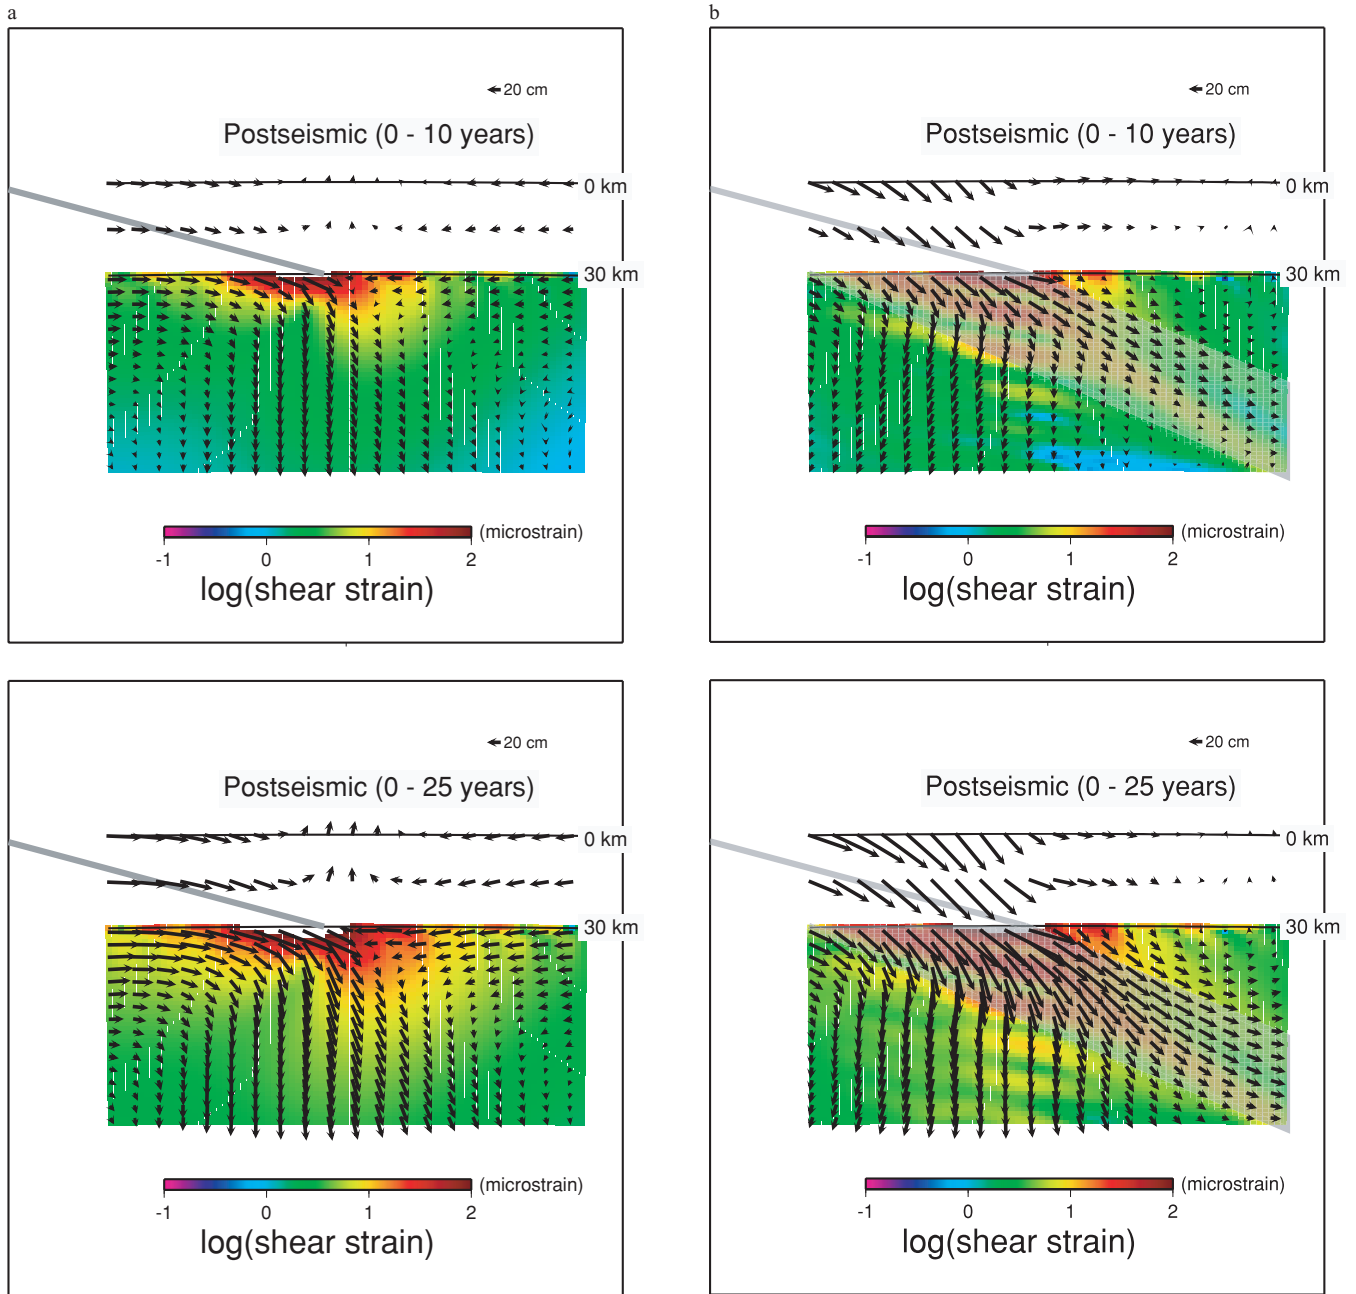 a
20 cm
Postseismic (0 - 10 years)
0 km
30 km
(microstrain)
-1 0 1 2
log(shear strain)
b
20 cm
Postseismic (0 - 10 years)
0 km
30 km
(microstrain)
-1 0 1 2
log(shear strain)
20 cm
Postseismic (0 - 25 years)
0 km
30 km
(microstrain)
-1 0 1 2
log(shear strain)
20 cm
Postseismic (0 - 25 years)
0 km
30 km
(microstrain)
-1 0 1 2
log(shear strain)